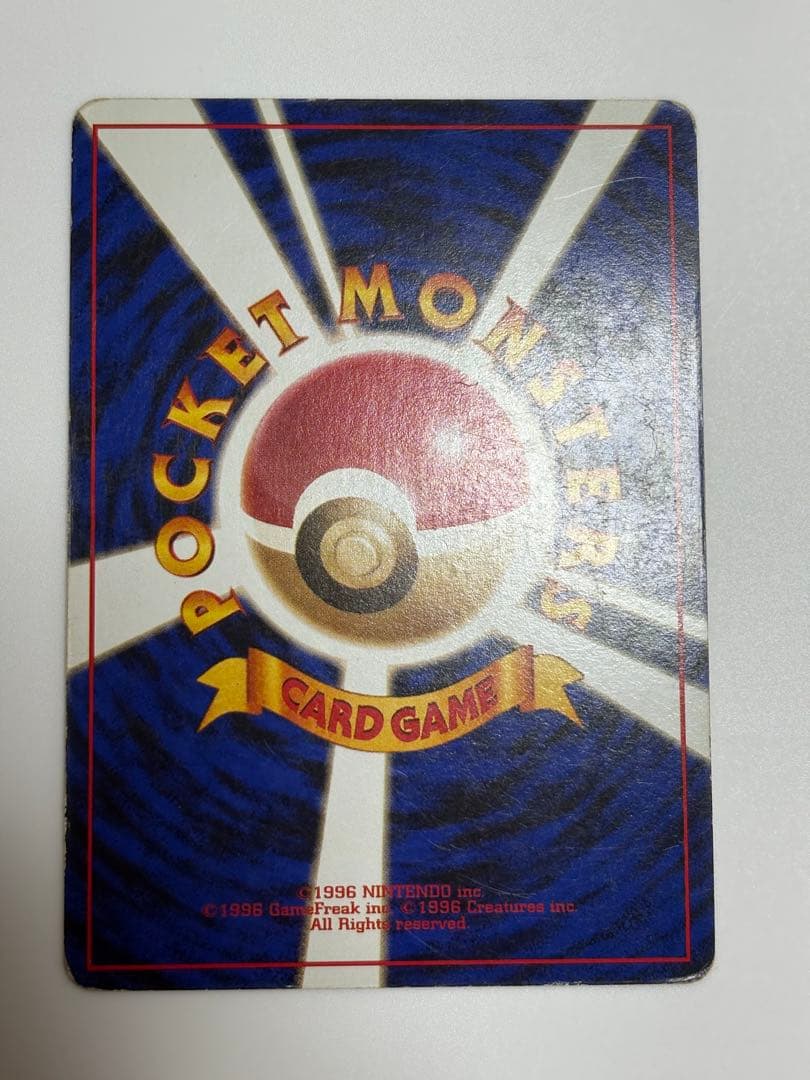 POCKET MONSTERS
CARD GAME
©1996 NINTENDO inc.
©1996 GameFreak inc. ©1996 Creatures inc.
All Rights reserved.